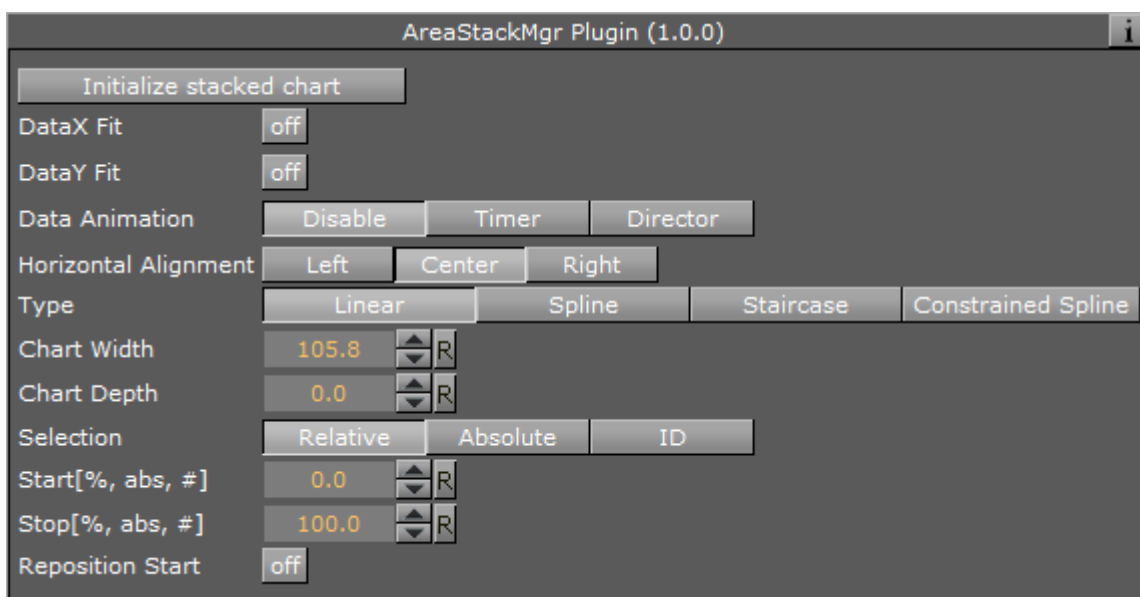 AreaStackMgr Plugin (1.0.0) i
Initialize stacked chart
DataX Fit off
DataY Fit off
Data Animation Disable Timer Director
Horizontal Alignment Left Center Right
Type Linear Spline Staircase Constrained Spline
Chart Width 105.8 R
Chart Depth 0.0 R
Selection Relative Absolute ID
Start[%, abs, #] 0.0 R
Stop[%, abs, #] 100.0 R
Reposition Start off